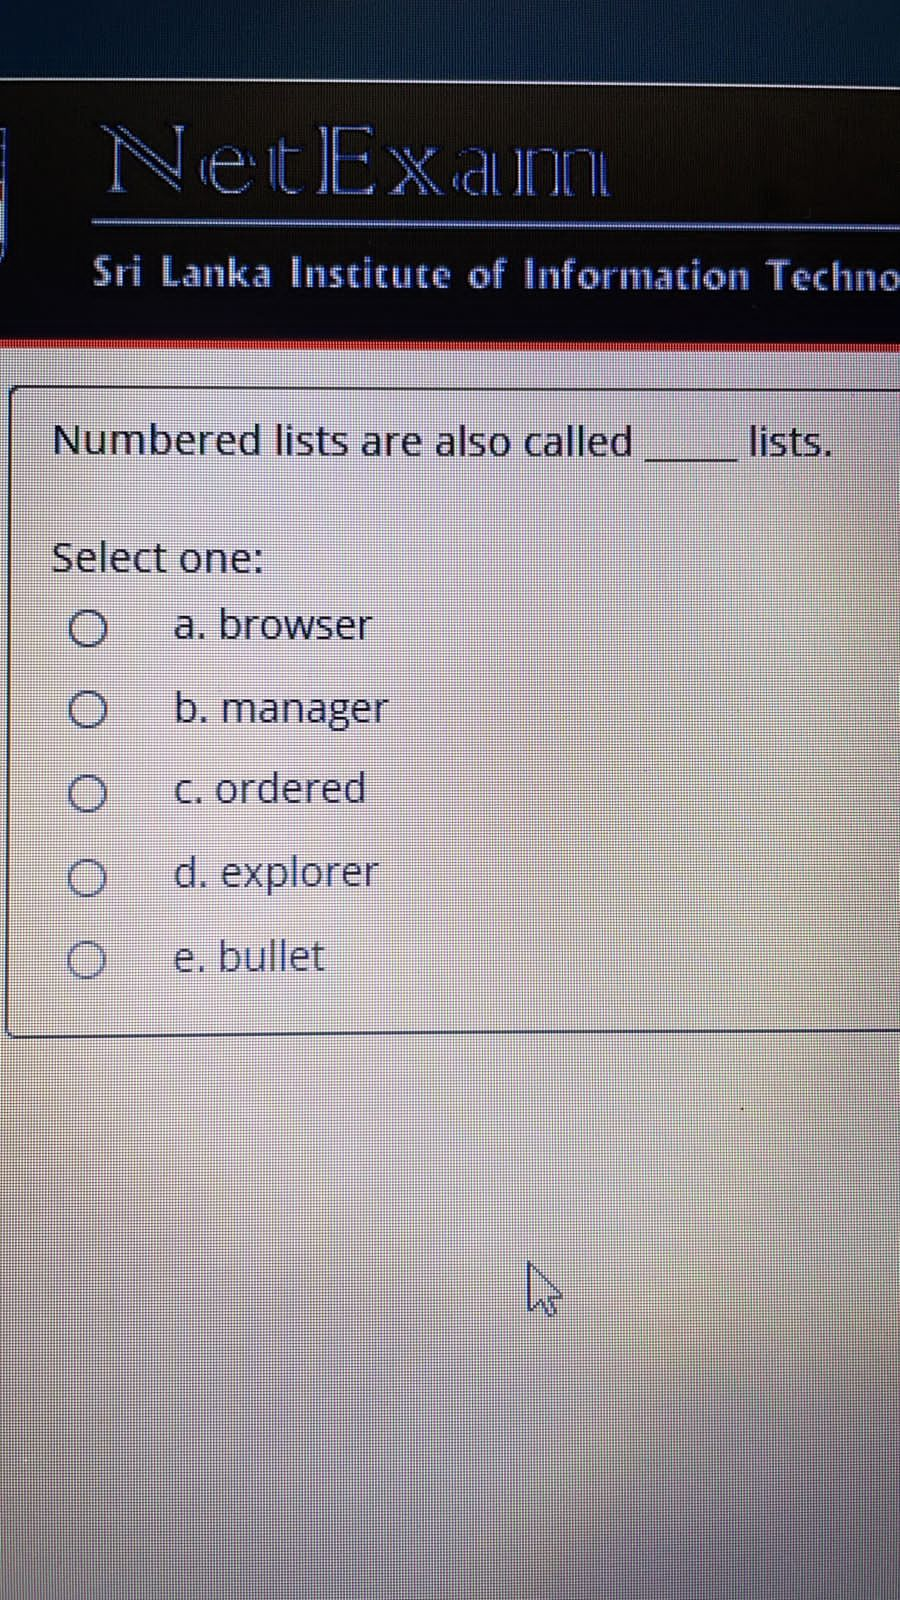 NetExam
Sri Lanka Institute of Information Techno
Numbered lists are also called _____ lists.
Select one:
a. browser
b. manager
c. ordered
d. explorer
e. bullet